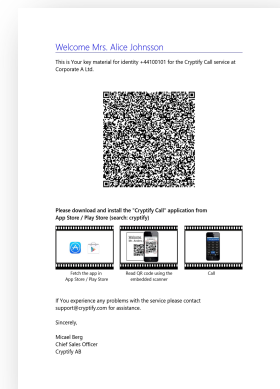 Welcome Mrs. Alice Johnsson
This is Your key material for identity +44100101 for the Cryptify Call service at
Corporate A Ltd.
Please download and install the "Cryptify Call" application from
App Store / Play Store (search: cryptify)
Fetch the app in
App Store / Play Store
Read QR code using the
embedded scanner
Call
If You experience any problems with the service please contact
support@cryptify.com for assistance.
Sincerely,
Micael Berg
Chief Sales Officer
Cryptify AB